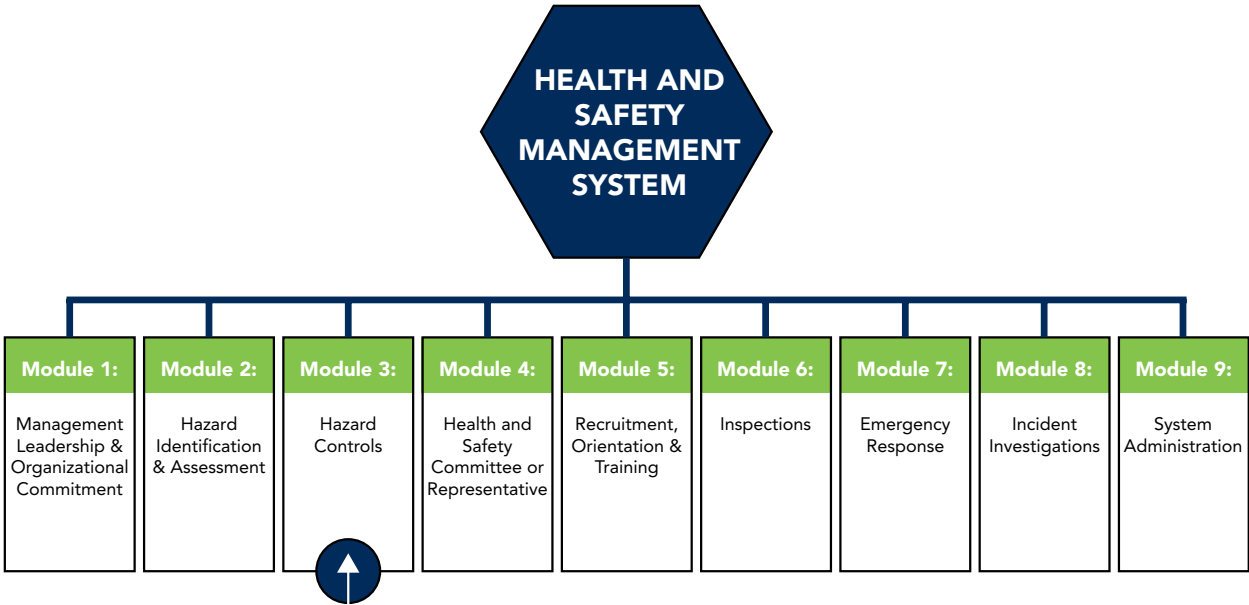 HEALTH AND
SAFETY
MANAGEMENT
SYSTEM
Module 1:
Management
Leadership &
Organizational
Commitment
Module 2:
Hazard
Identification
& Assessment
Module 3:
Hazard
Controls
Module 4:
Health and
Safety
Committee or
Representative
Module 5:
Recruitment,
Orientation &
Training
Module 6:
Inspections
Module 7:
Emergency
Response
Module 8:
Incident
Investigations
Module 9:
System
Administration